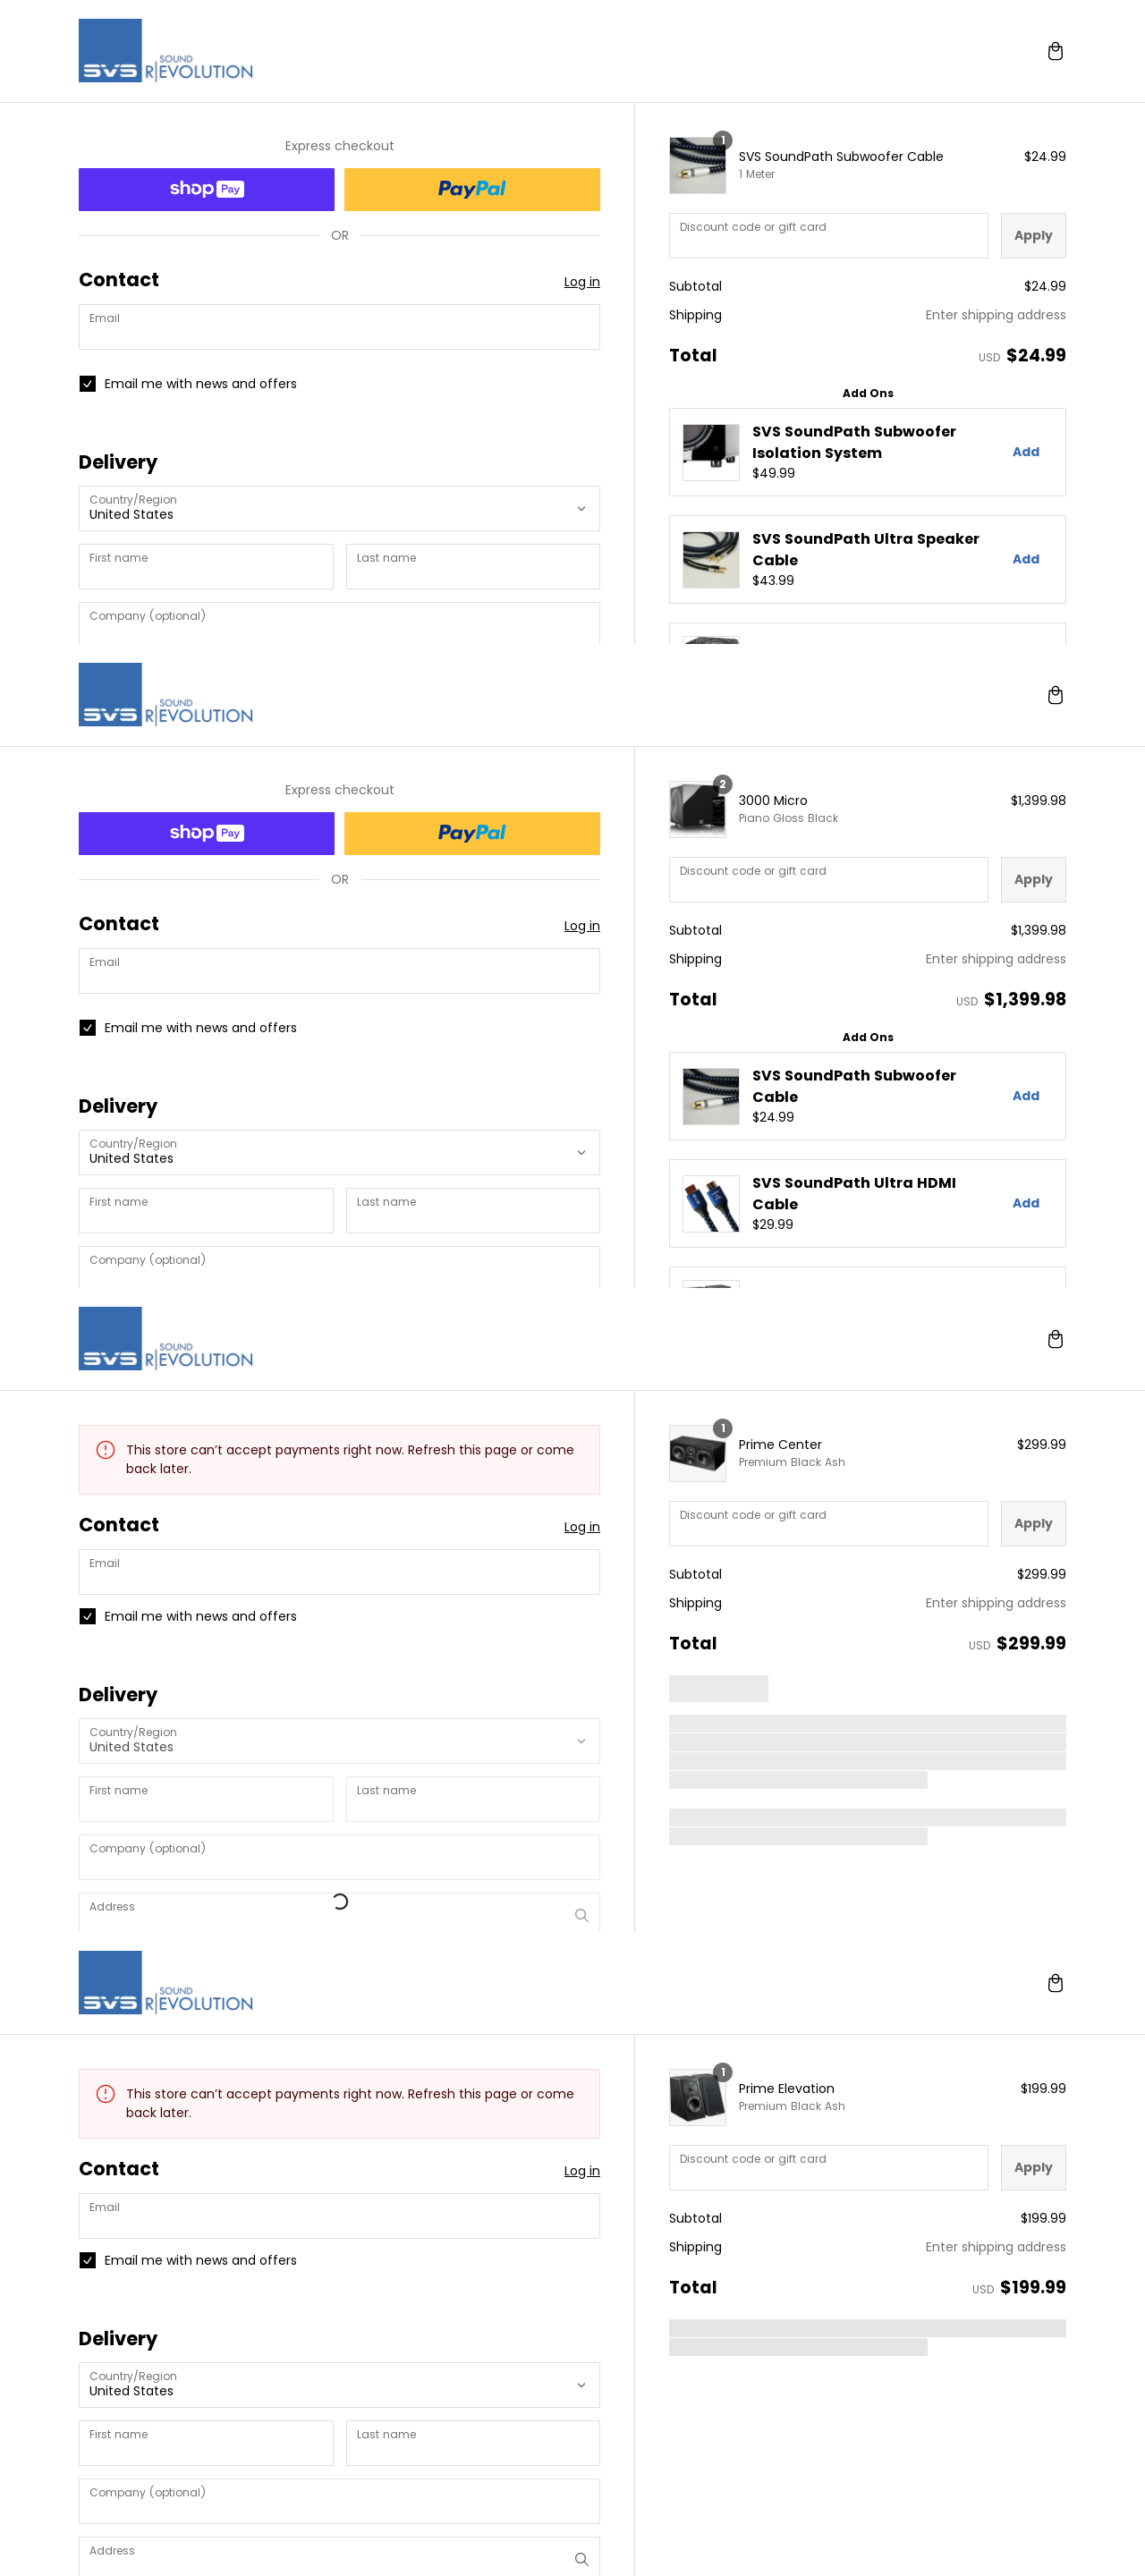 SVS SOUND
R|EVOLUTION
Express checkout
shop Pay
PayPal
OR
Contact
Log in
Email
Email me with news and offers
Delivery
Country/Region
United States
First name
Last name
Company (optional)
1
SVS SoundPath Subwoofer Cable
$24.99
1 Meter
Discount code or gift card
Apply
Subtotal
$24.99
Shipping
Enter shipping address
Total
USD $24.99
Add Ons
SVS SoundPath Subwoofer
Isolation System
$49.99
Add
SVS SoundPath Ultra Speaker
Cable
$43.99
Add
SVS SOUND
R|EVOLUTION
Express checkout
shop Pay
PayPal
OR
Contact
Log in
Email
Email me with news and offers
Delivery
Country/Region
United States
First name
Last name
Company (optional)
2
3000 Micro
$1,399.98
Piano Gloss Black
Discount code or gift card
Apply
Subtotal
$1,399.98
Shipping
Enter shipping address
Total
USD $1,399.98
Add Ons
SVS SoundPath Subwoofer
Cable
$24.99
Add
SVS SoundPath Ultra HDMI
Cable
$29.99
Add
SVS SOUND
R|EVOLUTION
This store can’t accept payments right now. Refresh this page or come
back later.
Contact
Log in
Email
Email me with news and offers
Delivery
Country/Region
United States
First name
Last name
Company (optional)
Address
1
Prime Center
$299.99
Premium Black Ash
Discount code or gift card
Apply
Subtotal
$299.99
Shipping
Enter shipping address
Total
USD $299.99
SVS SOUND
R|EVOLUTION
This store can’t accept payments right now. Refresh this page or come
back later.
Contact
Log in
Email
Email me with news and offers
Delivery
Country/Region
United States
First name
Last name
Company (optional)
Address
1
Prime Elevation
$199.99
Premium Black Ash
Discount code or gift card
Apply
Subtotal
$199.99
Shipping
Enter shipping address
Total
USD $199.99